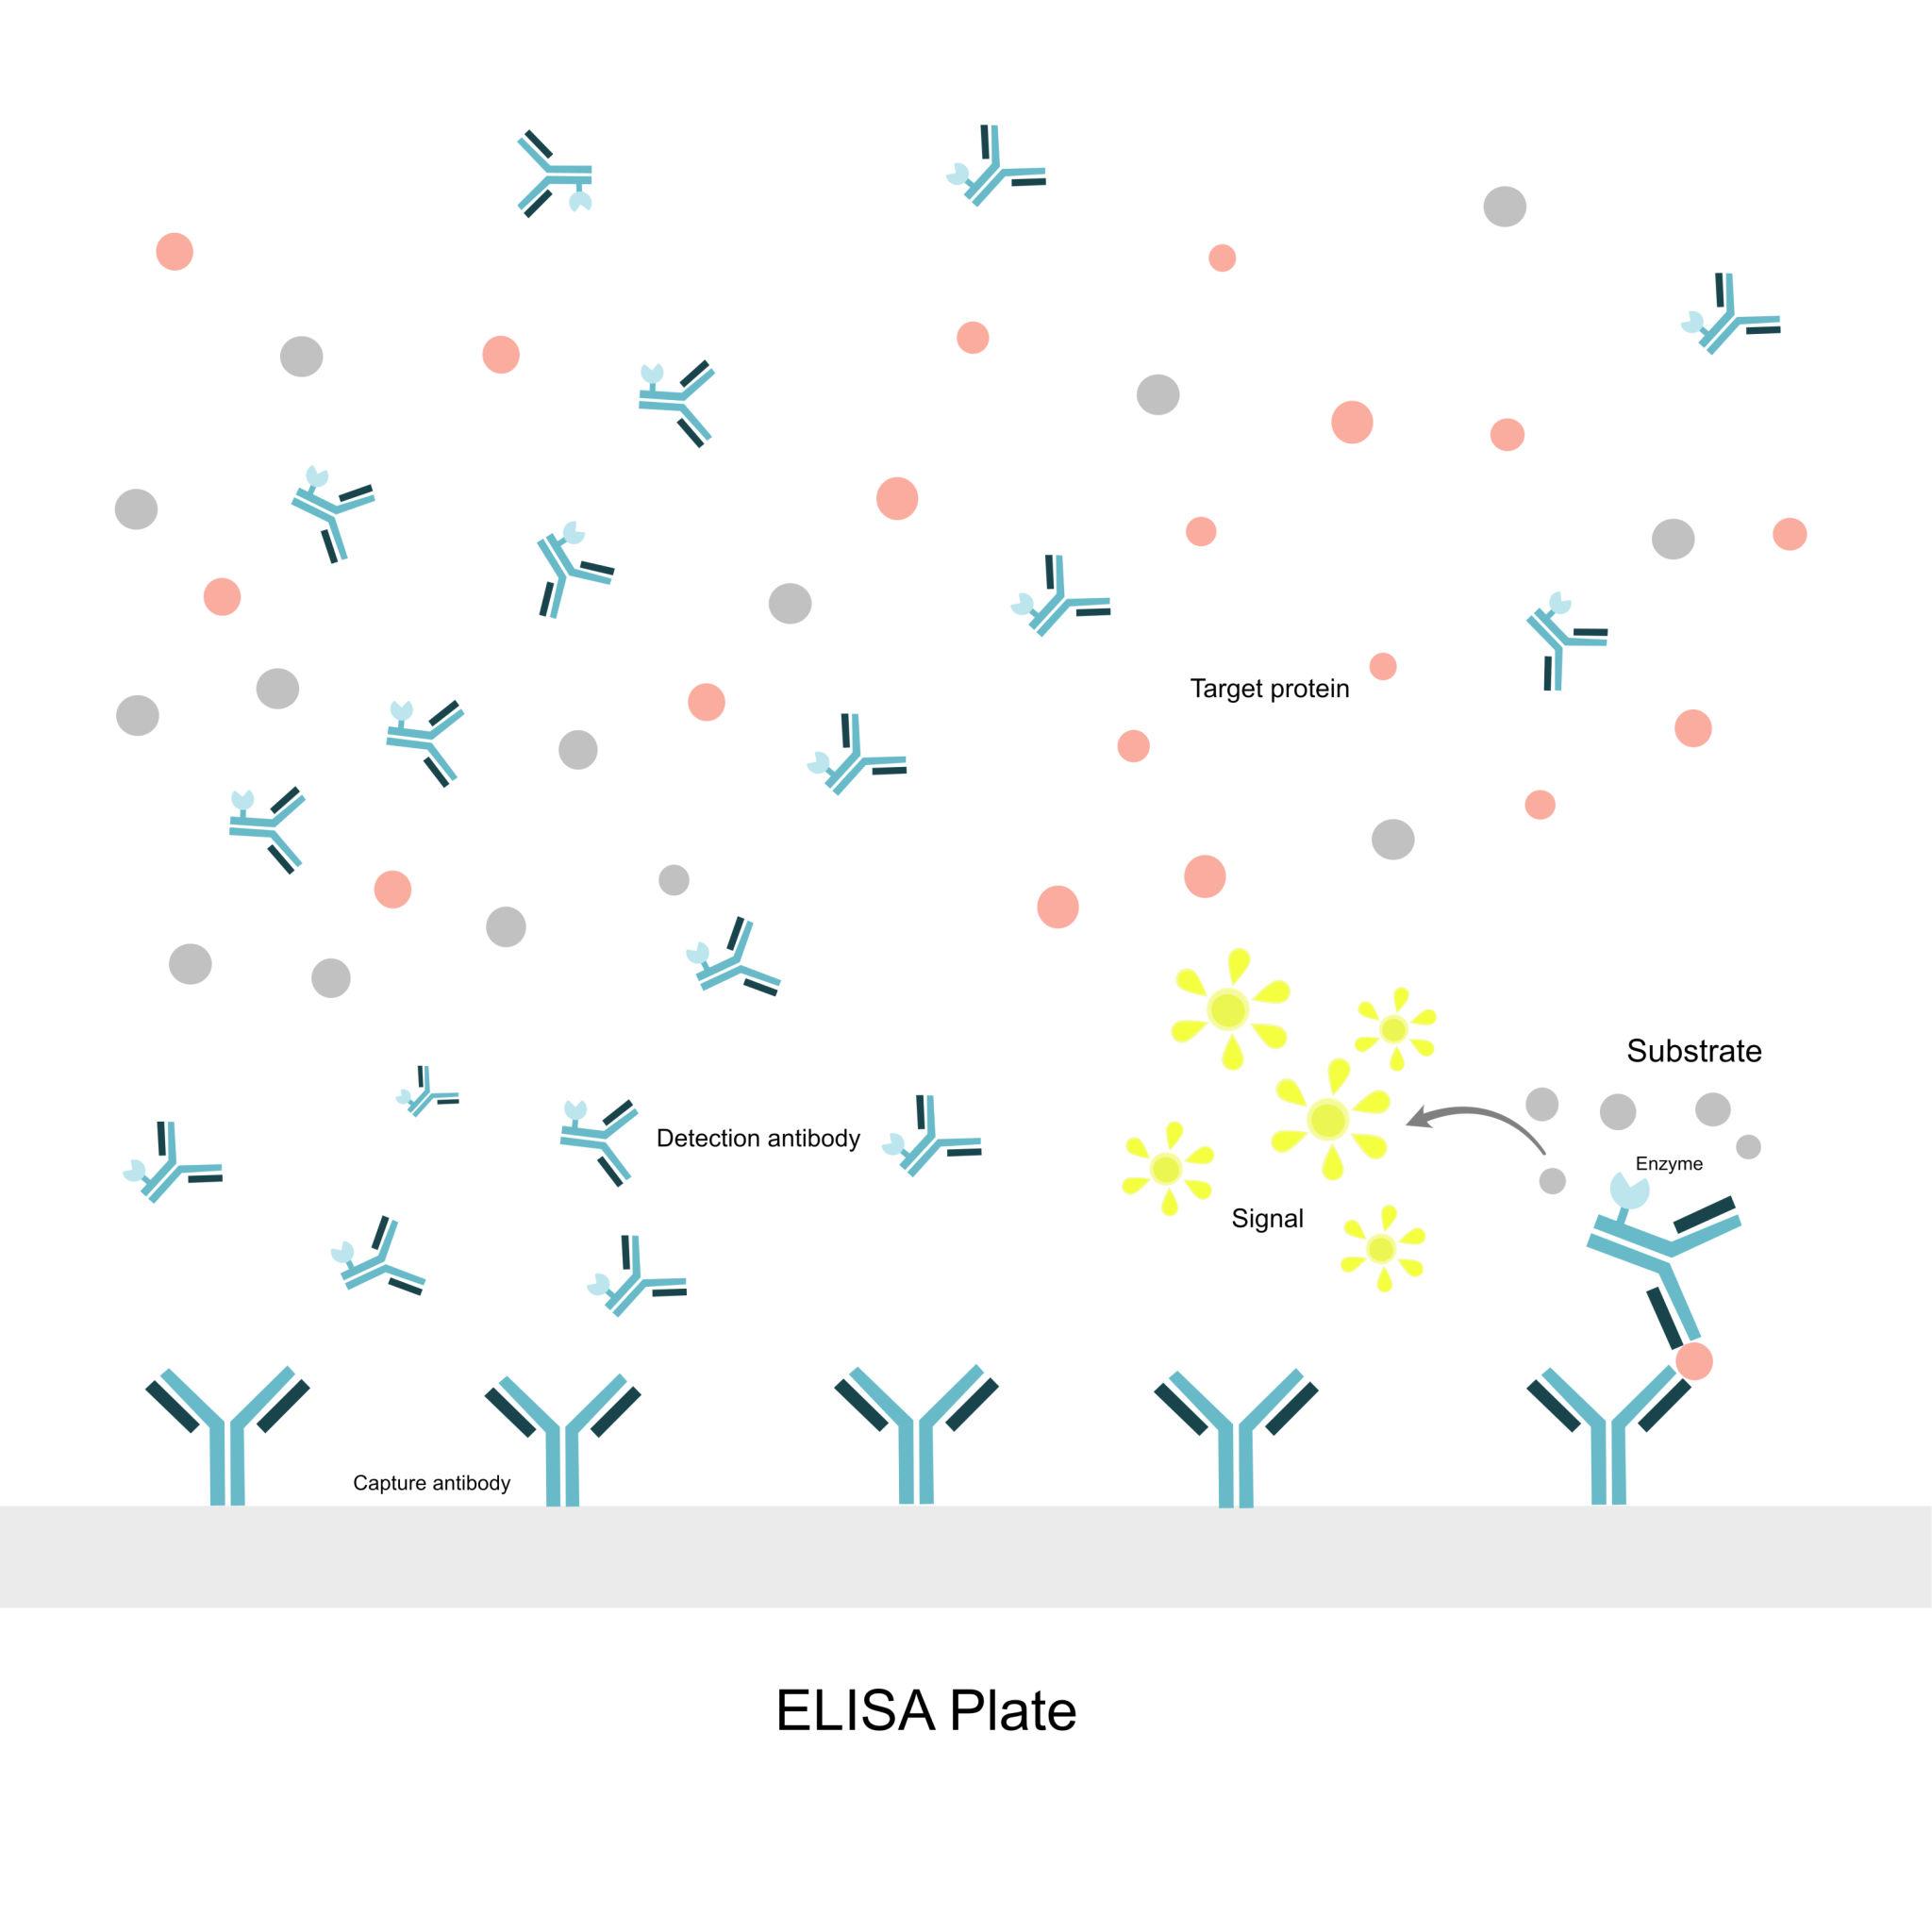 Target protein
Substrate
Detection antibody
Enzyme
Signal
Capture antibody
ELISA Plate